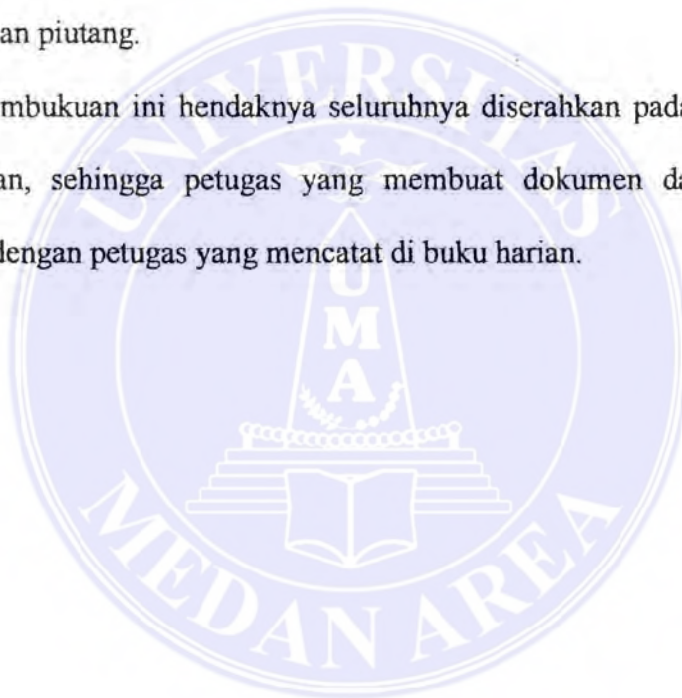 an piutang.
mbukuan ini hendaknya seluruhnya diserahkan pada
an, sehingga petugas yang membuat dokumen da
dengan petugas yang mencatat di buku harian.
UNIVERSITAS
UMA
MEDAN AREA